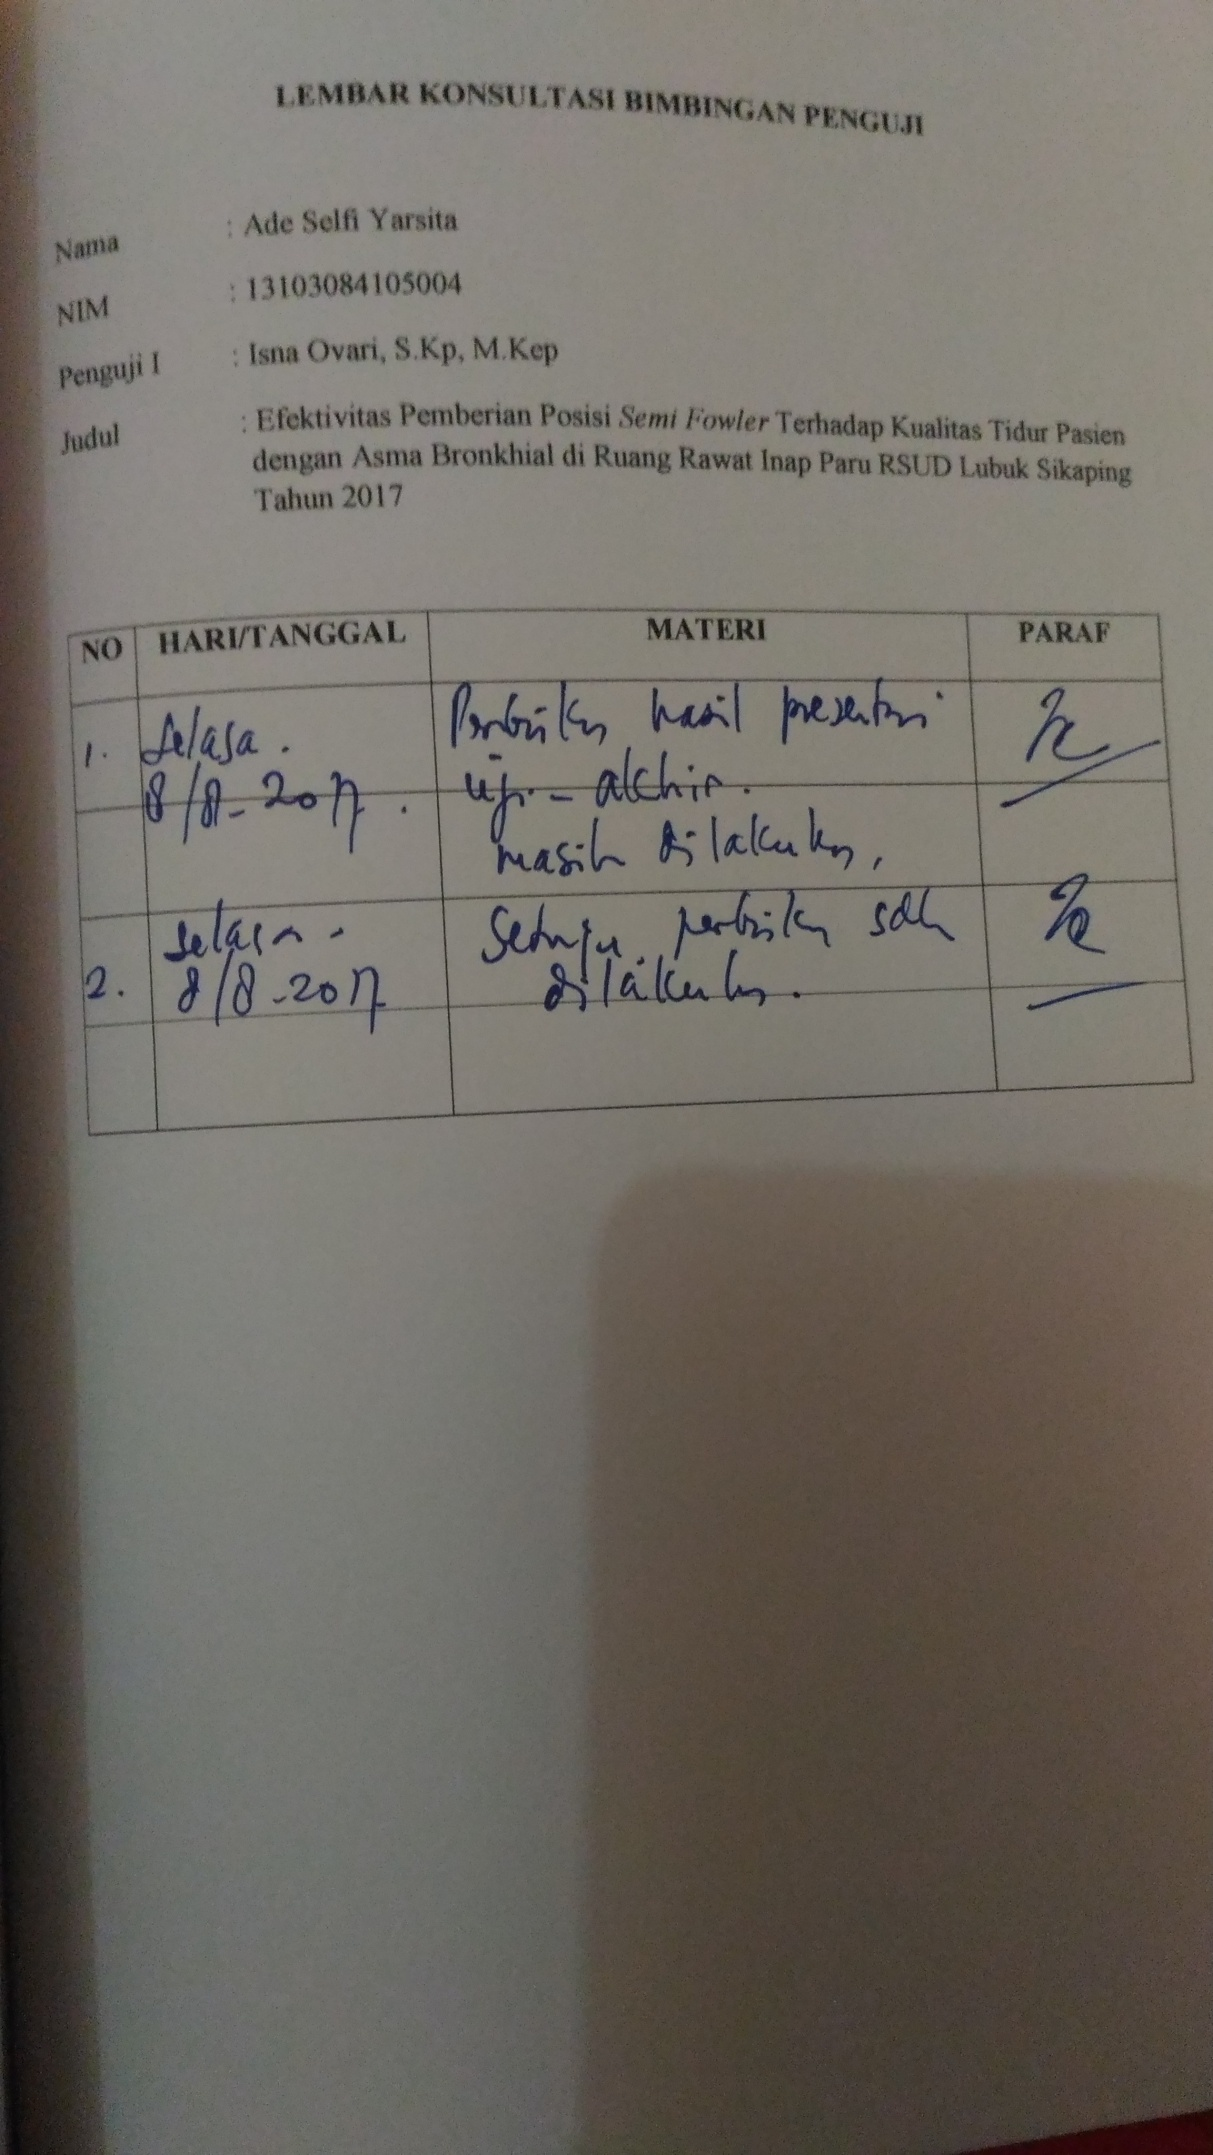 LEMBAR KONSULTASI BIMBINGAN PENGUJI
Nama : Ade Selfi Yarsita
NIM : 13103084105004
Penguji I : Isna Ovari, S.Kp, M.Kep
Judul : Efektivitas Pemberian Posisi Semi Fowler Terhadap Kualitas Tidur Pasien
dengan Asma Bronkhial di Ruang Rawat Inap Paru RSUD Lubuk Sikaping
Tahun 2017
NO HARI/TANGGAL MATERI PARAF
1. Selasa. Perbaikan hasil presentasi
8/8-2017. uji - akhir.
masih dilakukan,
selasa. Setuju perbaikan sdh
2. 8/8-2017 dilakukan.